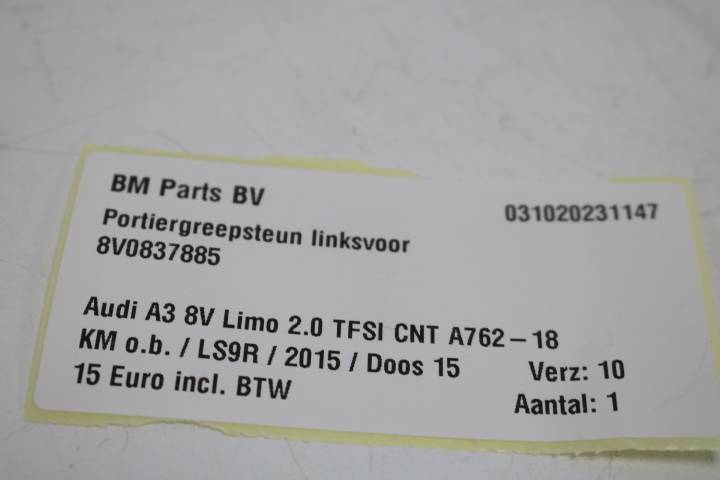 BM Parts BV
031020231147
Portiergreepsteun linksvoor
8V0837885
Audi A3 8V Limo 2.0 TFSI CNT A762-18
KM o.b. / LS9R / 2015 / Doos 15
Verz: 10
15 Euro incl. BTW
Aantal: 1